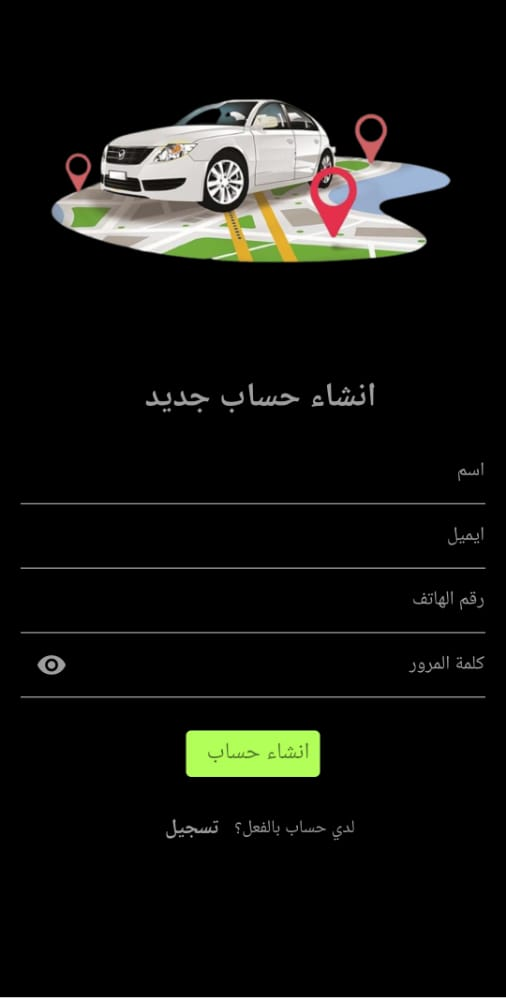 انشاء حساب جديد
اسم
ايميل
رقم الهاتف
كلمة المرور
انشاء حساب
لدي حساب بالفعل؟ تسجيل